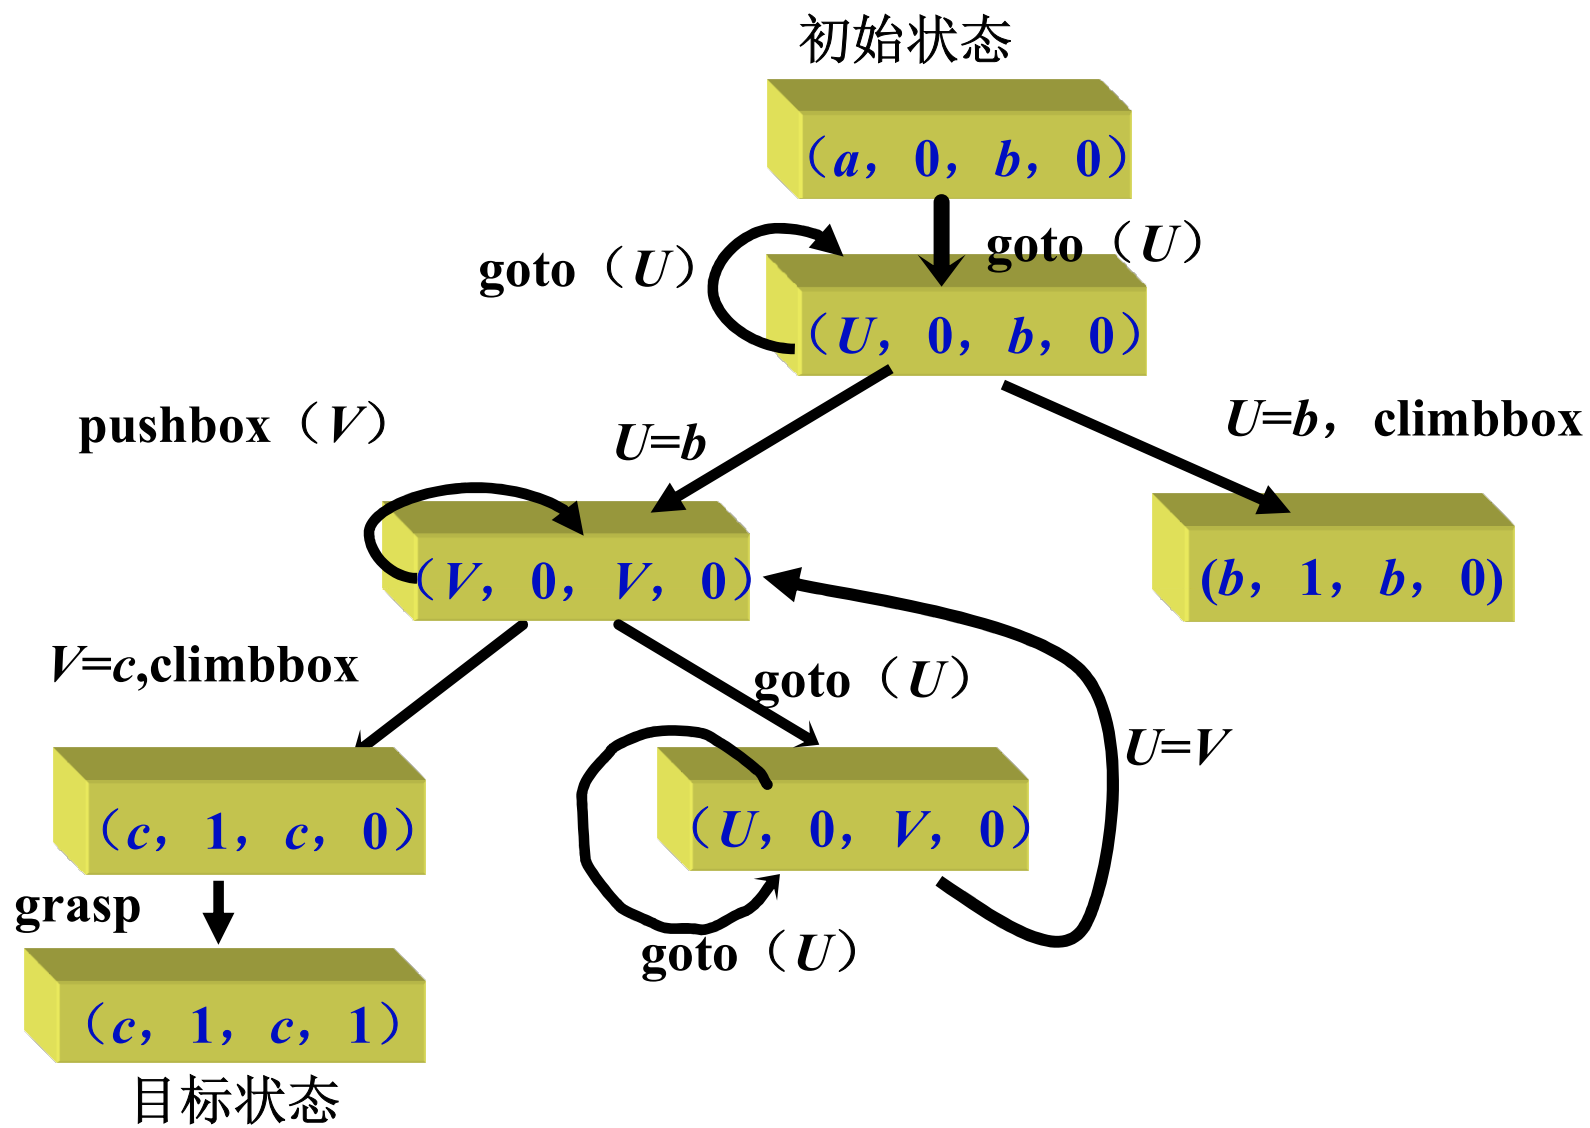 初始状态
（a，0，b，0）
goto（U）
goto（U）
（U，0，b，0）
pushbox（V）
U=b
U=b，climbbox
（V，0，V，0）
(b，1，b，0)
V=c,climbbox
goto（U）
U=V
（c，1，c，0）
（U，0，V，0）
grasp
goto（U）
（c，1，c，1）
目标状态